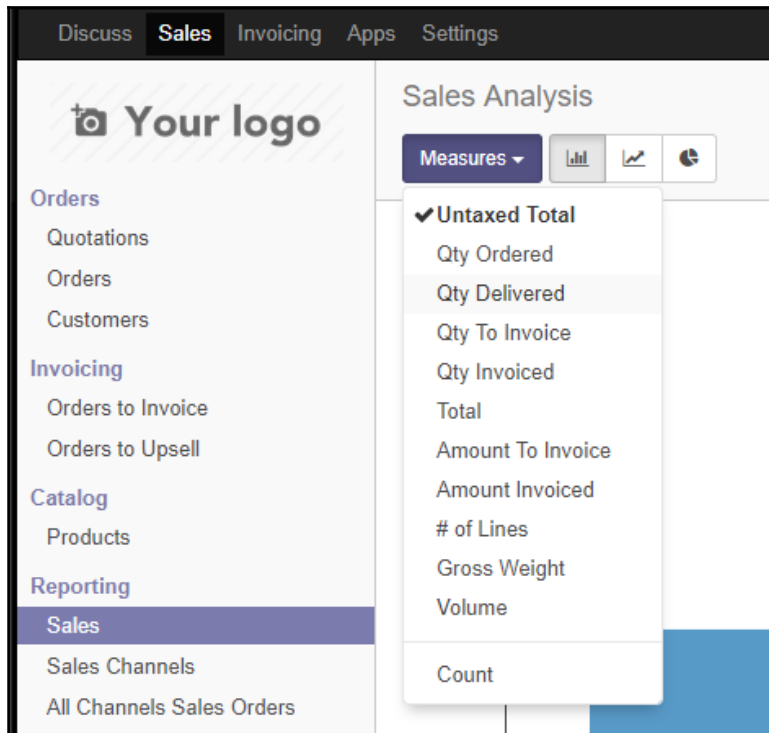 Discuss Sales Invoicing Apps Settings
Your logo
Orders
Quotations
Orders
Customers
Invoicing
Orders to Invoice
Orders to Upsell
Catalog
Products
Reporting
Sales
Sales Channels
All Channels Sales Orders
Sales Analysis
Measures
Untaxed Total
Qty Ordered
Qty Delivered
Qty To Invoice
Qty Invoiced
Total
Amount To Invoice
Amount Invoiced
# of Lines
Gross Weight
Volume
Count